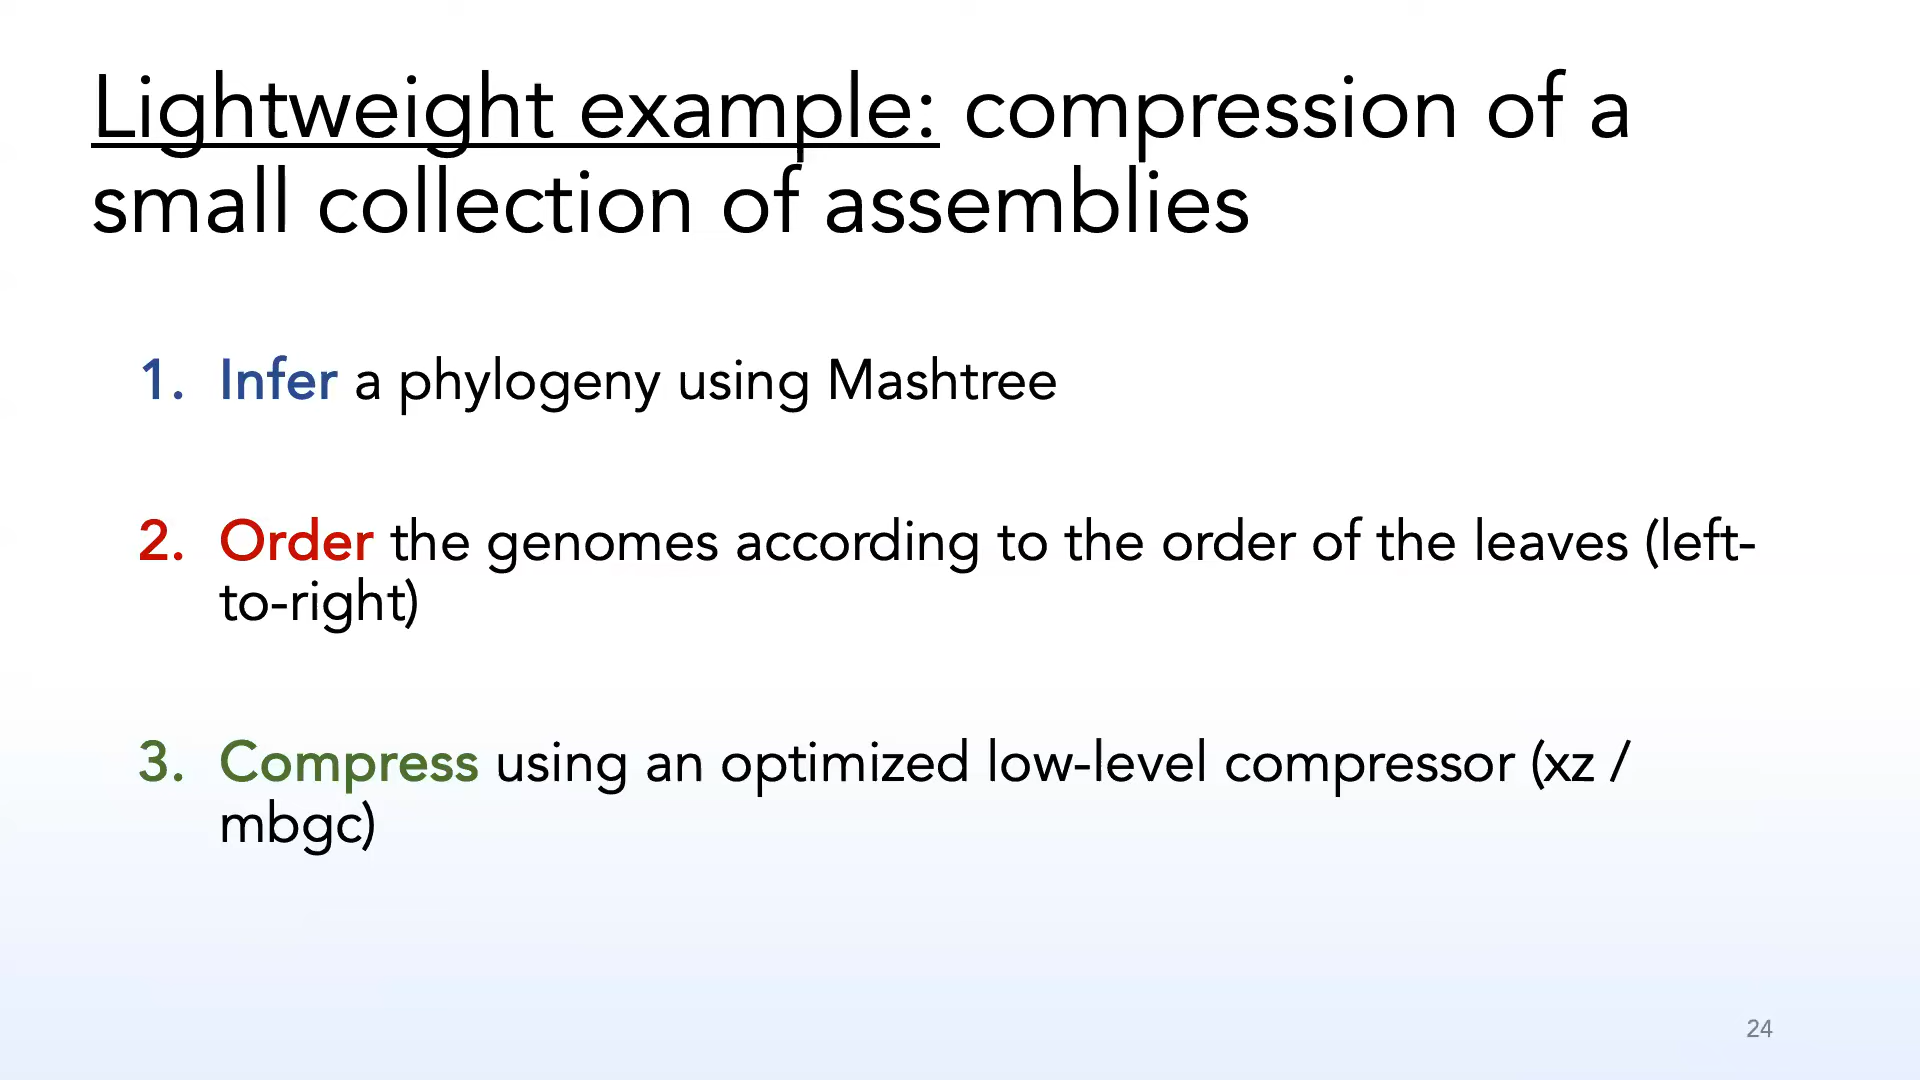 Lightweight example: compression of a
small collection of assemblies
1. Infer a phylogeny using Mashtree
2. Order the genomes according to the order of the leaves (left-
to-right)
3. Compress using an optimized low-level compressor (xz /
mbgc)
24